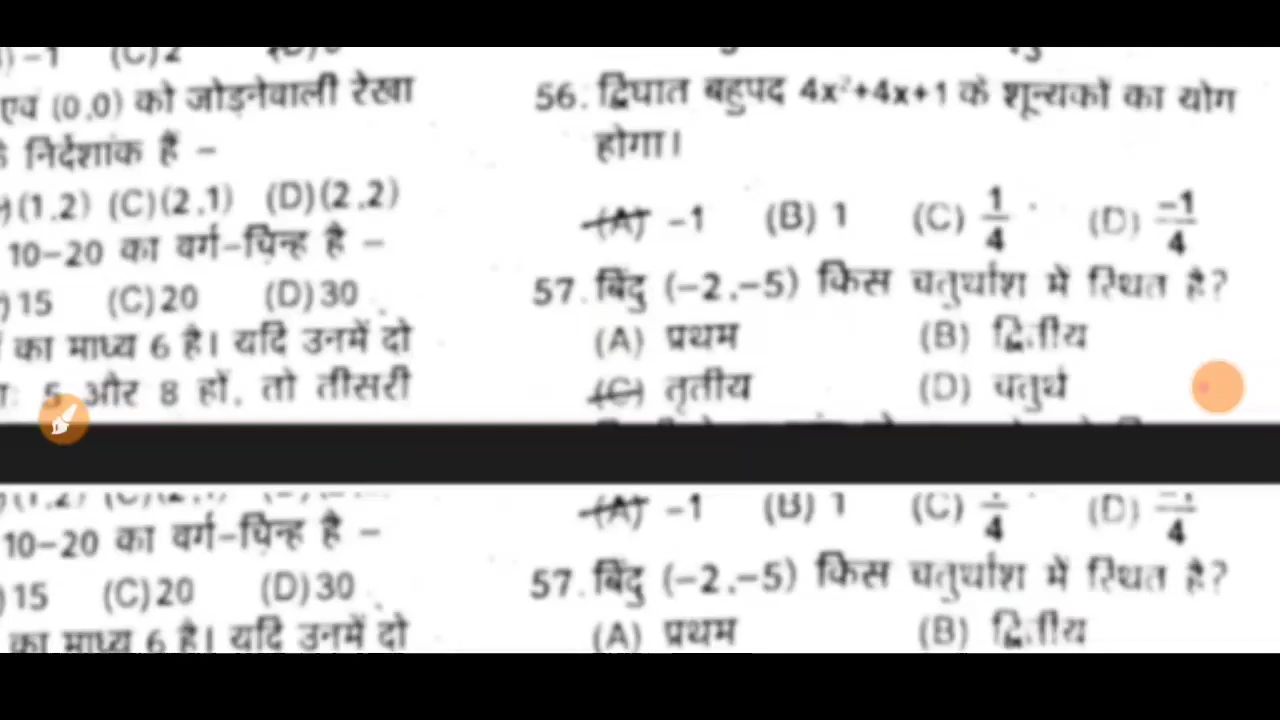 एवं (0,0) को जोड़नेवाली रेखा
निर्देशांक हैं –
(1,2) (C)(2,1) (D)(2,2)
10–20 का वर्ग-चिन्ह है –
15 (C)20 (D)30
का माध्य 6 है। यदि उनमें दो
5 और 8 हों, तो तीसरी
56. द्विघात बहुपद 4x²+4x+1 के शून्यकों का योग
होगा।
(A) -1 (B) 1 (C) 1/4 (D) -1/4
57. बिंदु (-2,-5) किस चतुर्थांश में स्थित है?
(A) प्रथम (B) द्वितीय
(C) तृतीय (D) चतुर्थ
10–20 का वर्ग-चिन्ह है –
15 (C)20 (D)30
का माध्य 6 है। यदि उनमें दो
(A) -1 (B) 1 (C) /4 (D) -1/4
57. बिंदु (-2,-5) किस चतुर्थांश में स्थित है?
(A) प्रथम (B) द्वितीय